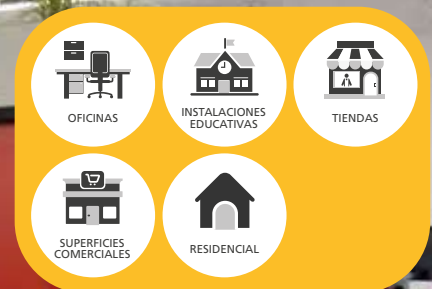 OFICINAS
INSTALACIONES
EDUCATIVAS
TIENDAS
SUPERFICIES
COMERCIALES
RESIDENCIAL